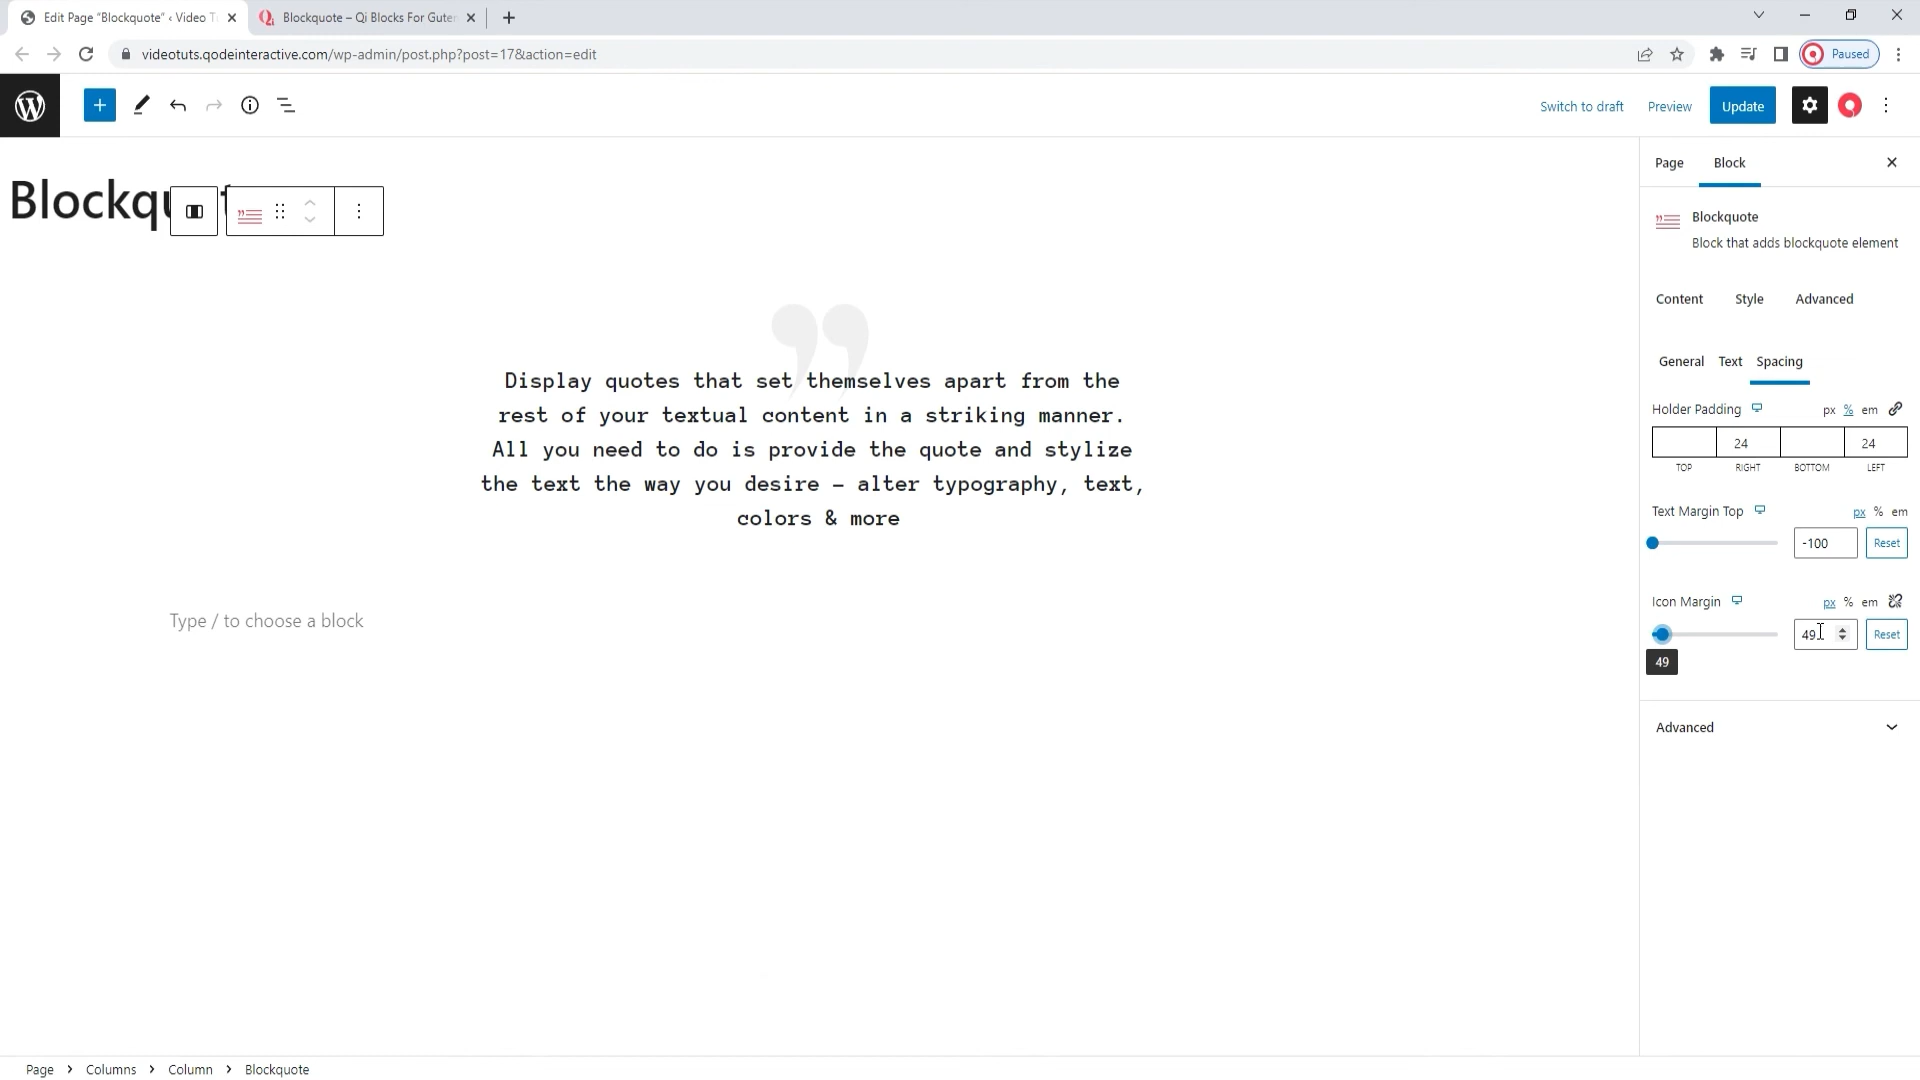 Edit Page "Blockquote" ‹ Video T
Blockquote – Qi Blocks For Guten
videotuts.qodeinteractive.com/wp-admin/post.php?post=17&action=edit
Paused
Switch to draft
Preview
Update
Page
Block
Blockqu
Blockquote
Block that adds blockquote element
Content
Style
Advanced
General
Text
Spacing
Holder Padding
px % em
24
24
TOP
RIGHT
BOTTOM
LEFT
Display quotes that set themselves apart from the
rest of your textual content in a striking manner.
All you need to do is provide the quote and stylize
the text the way you desire – alter typography, text,
colors & more
Text Margin Top
px % em
-100
Reset
Icon Margin
px % em
49
Reset
49
Type / to choose a block
Advanced
Page > Columns > Column > Blockquote